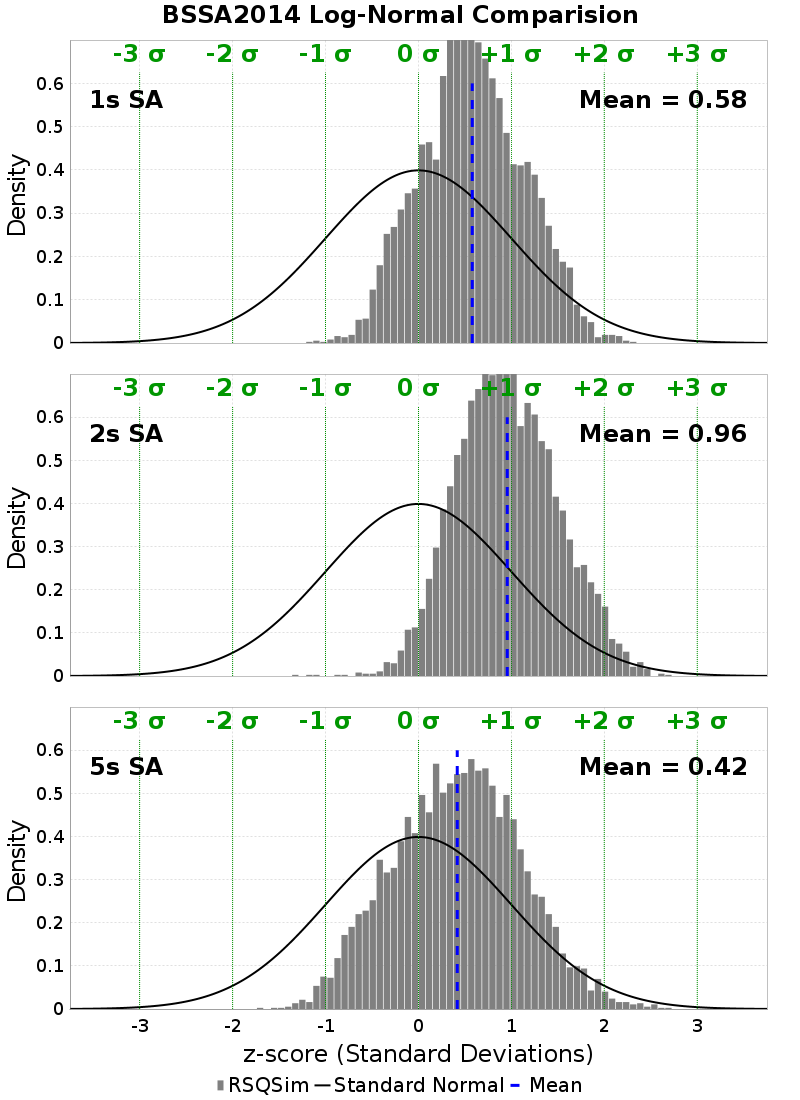 BSSA2014 Log-Normal Comparision
-3 σ -2 σ -1 σ 0 σ +1 σ +2 σ +3 σ
1s SA Mean = 0.58
0.6
0.5
0.4
0.3
0.2
0.1
0
Density
-3 σ -2 σ -1 σ 0 σ +1 σ +2 σ +3 σ
2s SA Mean = 0.96
0.6
0.5
0.4
0.3
0.2
0.1
0
Density
-3 σ -2 σ -1 σ 0 σ +1 σ +2 σ +3 σ
5s SA Mean = 0.42
0.6
0.5
0.4
0.3
0.2
0.1
0
Density
-3 -2 -1 0 1 2 3
z-score (Standard Deviations)
RSQSim Standard Normal Mean